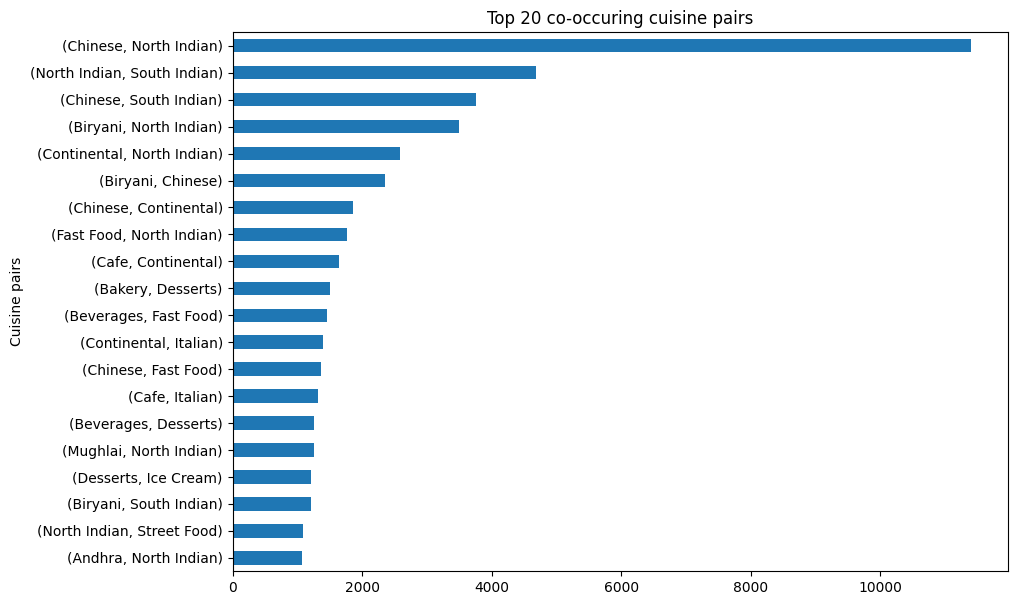 Top 20 co-occuring cuisine pairs
Cuisine pairs
(Chinese, North Indian)
(North Indian, South Indian)
(Chinese, South Indian)
(Biryani, North Indian)
(Continental, North Indian)
(Biryani, Chinese)
(Chinese, Continental)
(Fast Food, North Indian)
(Cafe, Continental)
(Bakery, Desserts)
(Beverages, Fast Food)
(Continental, Italian)
(Chinese, Fast Food)
(Cafe, Italian)
(Beverages, Desserts)
(Mughlai, North Indian)
(Desserts, Ice Cream)
(Biryani, South Indian)
(North Indian, Street Food)
(Andhra, North Indian)
0 2000 4000 6000 8000 10000